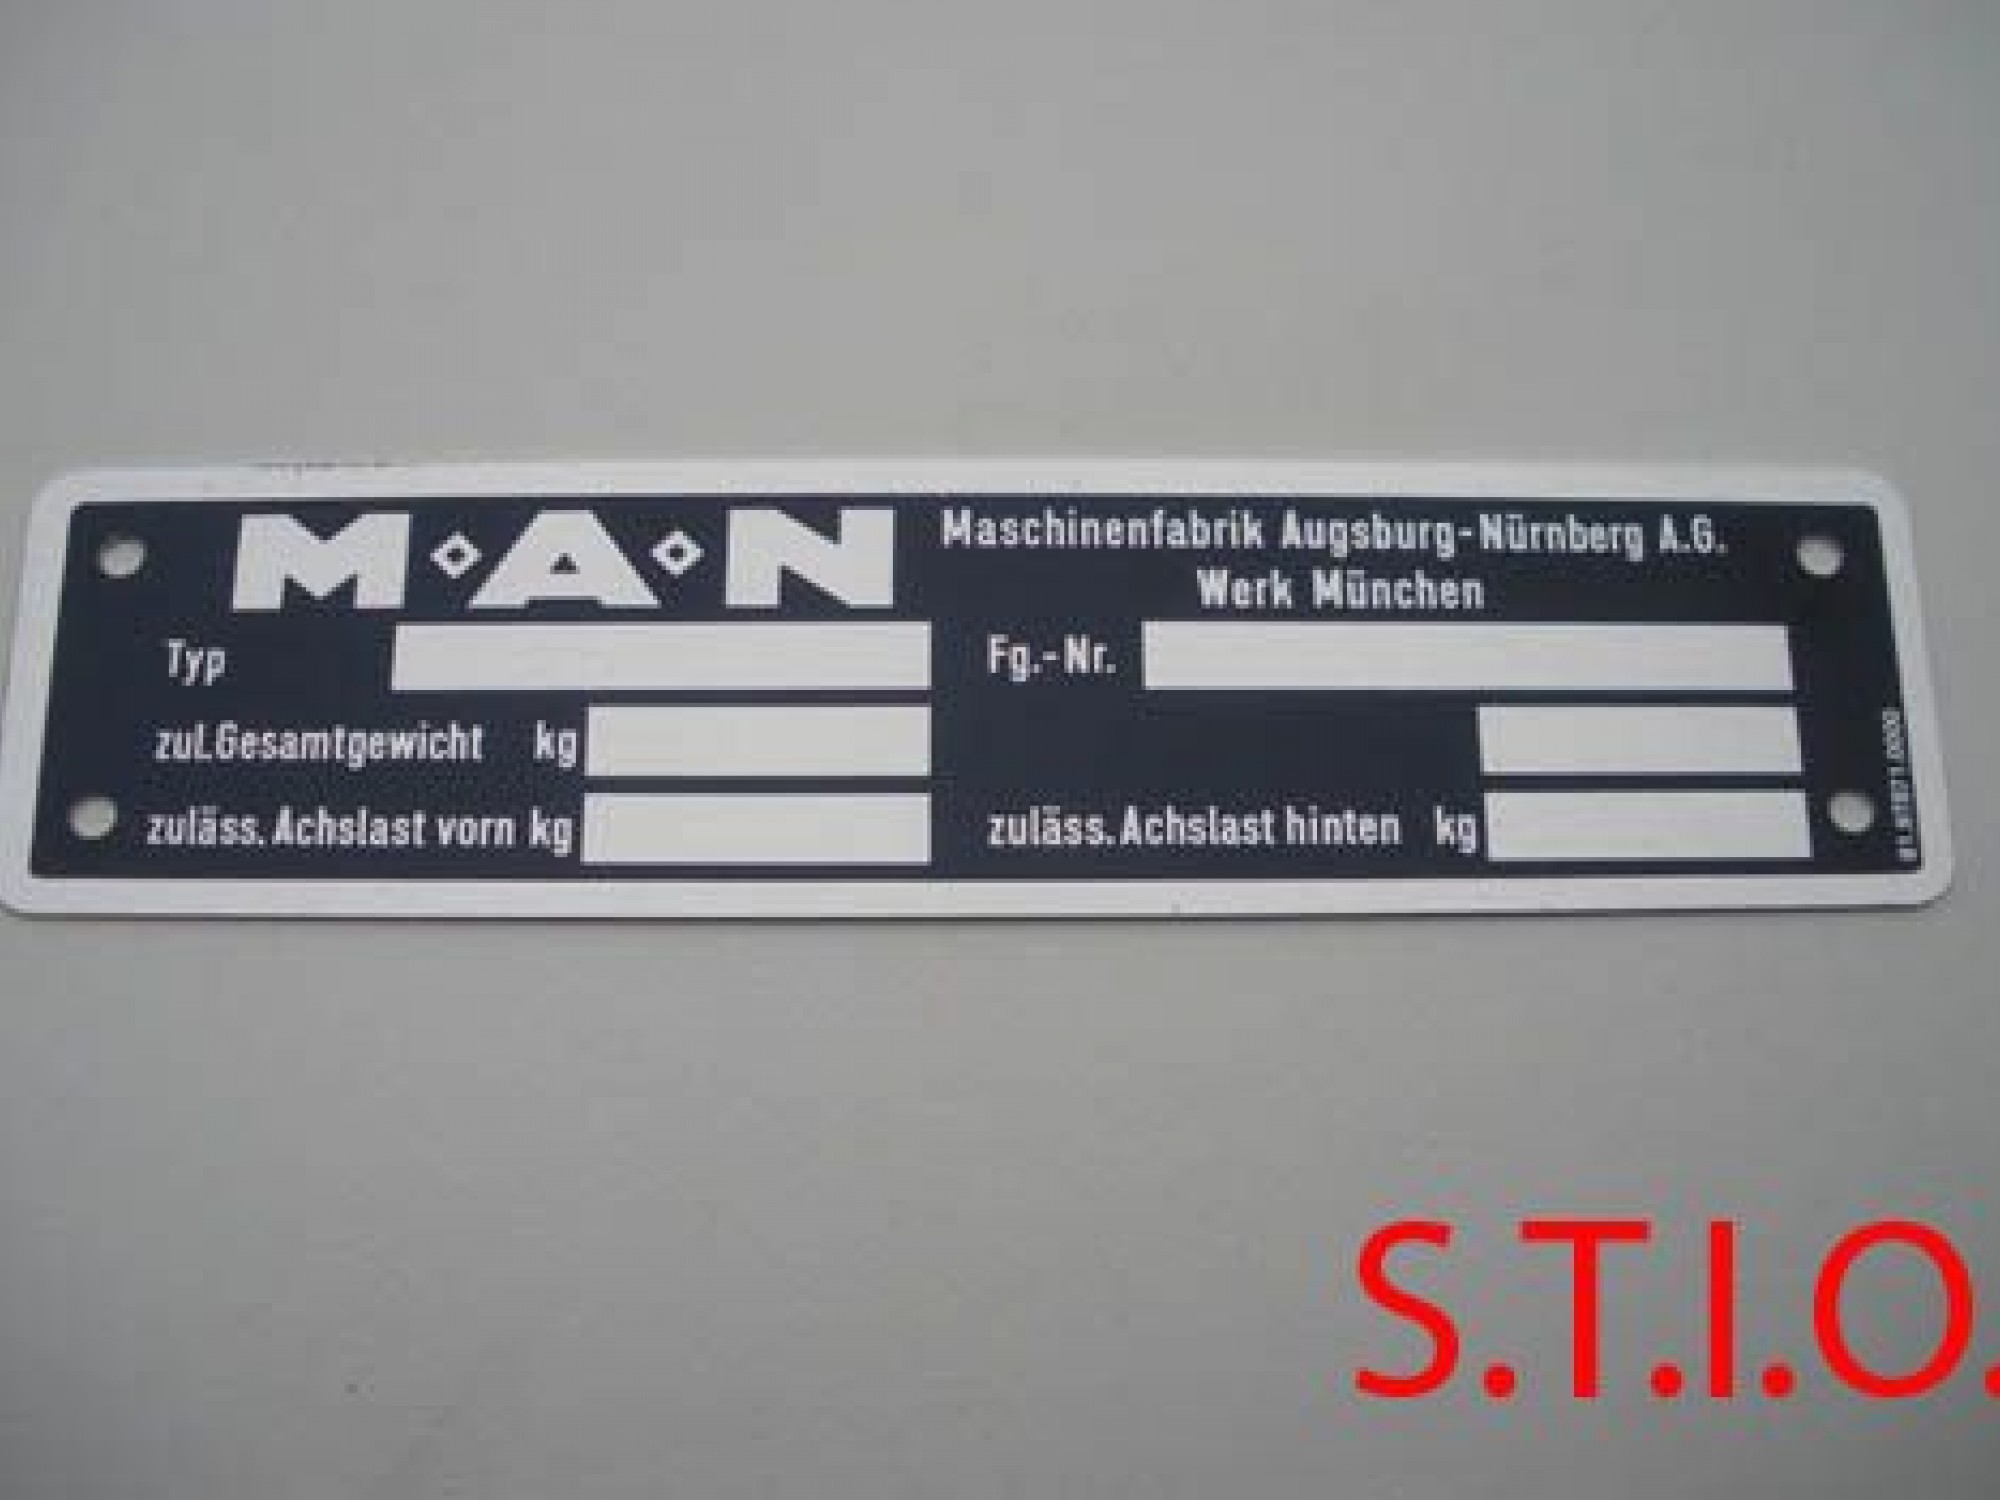 M·A·N
Maschinenfabrik Augsburg-Nürnberg A.G.
Werk München
Typ
Fg.-Nr.
zul.Gesamtgewicht kg
zuläss. Achslast vorn kg
zuläss. Achslast hinten kg
S.T.I.O.